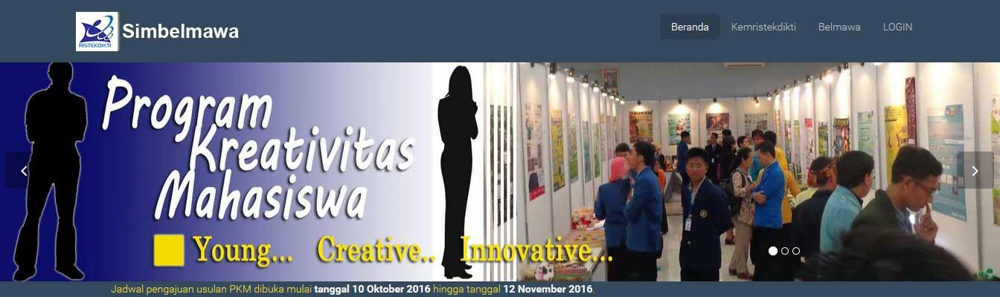 RISTEKDIKTI
Simbelmawa
Beranda Kemristekdikti Belmawa LOGIN
Program
Kreativitas
Mahasiswa
Young... Creative.. Innovative...
Jadwal pengajuan usulan PKM dibuka mulai tanggal 10 Oktober 2016 hingga tanggal 12 November 2016.